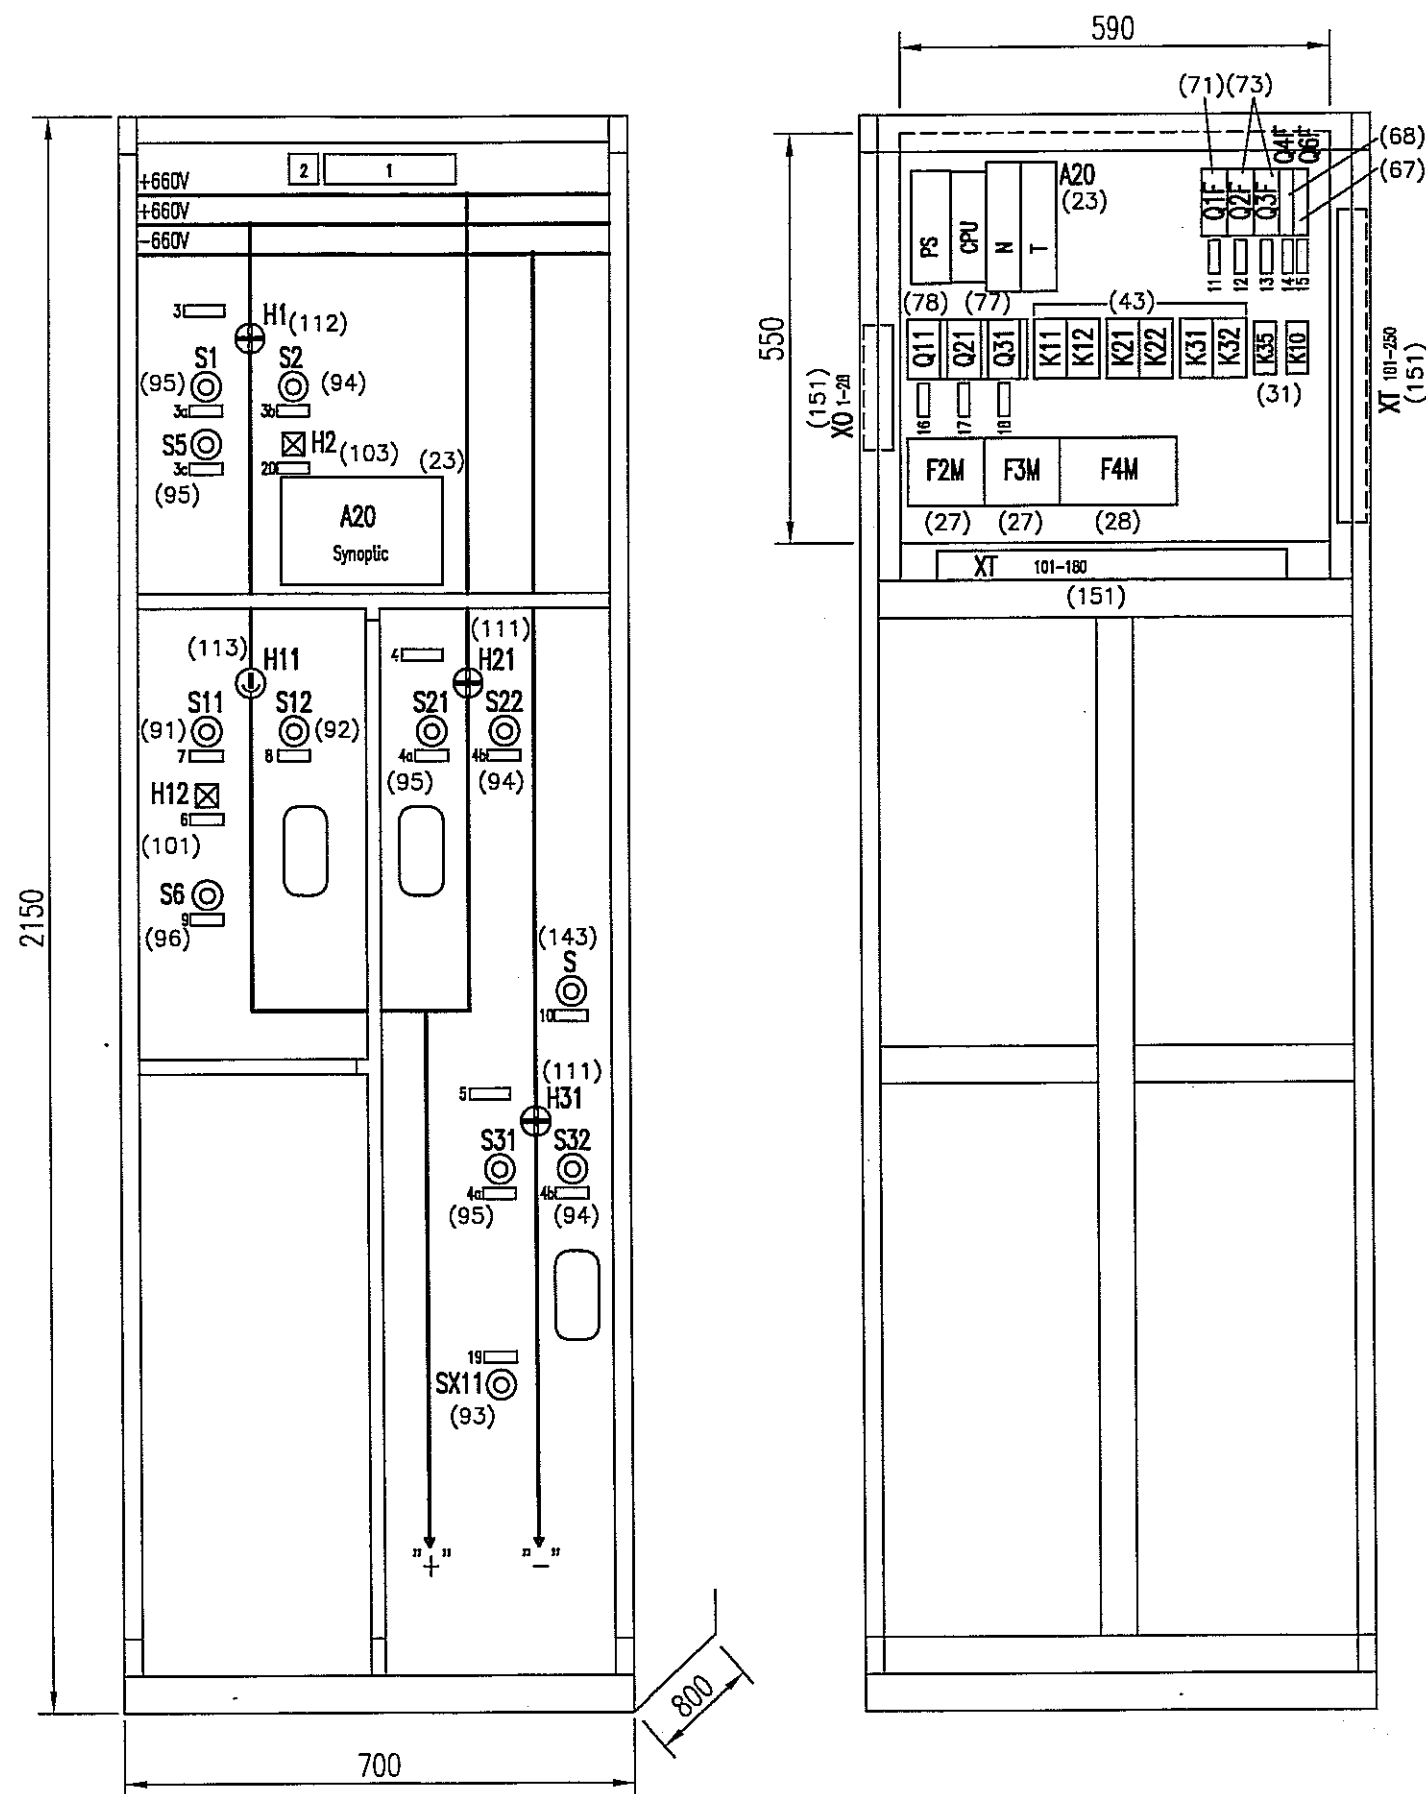 2 1
+660V
+660V
-660V
3
H1 (112)
S1 S2
(95) (94)
3a 3b
S5 H2 (103) (23)
3c 20
(95)
A20
Synoptic
(113) (111)
4
H11 H21
S11 S12 S21 S22
(91) (92)
7 8 4a 4b
(95) (94)
H12
6
(101)
S6
9
(96)
(143)
S
10
(111)
5
H31
S31 S32
4a 4b
(95) (94)
19
SX11
(93)
"+" "-"
2150
700
800
590
(71) (73)
Q4F Q6F
(68)
(67)
A20
(23)
PS CPU N T
Q1F Q2F Q3F
11 12 13 14 15
550
(78) (77) (43)
Q11 Q21 Q31 K11 K12 K21 K22 K31 K32 K35 K10
(31)
16 17 18
(151)
XO 1-28
XT 181-250
(151)
F2M F3M F4M
(27) (27) (28)
XT 101-180
(151)